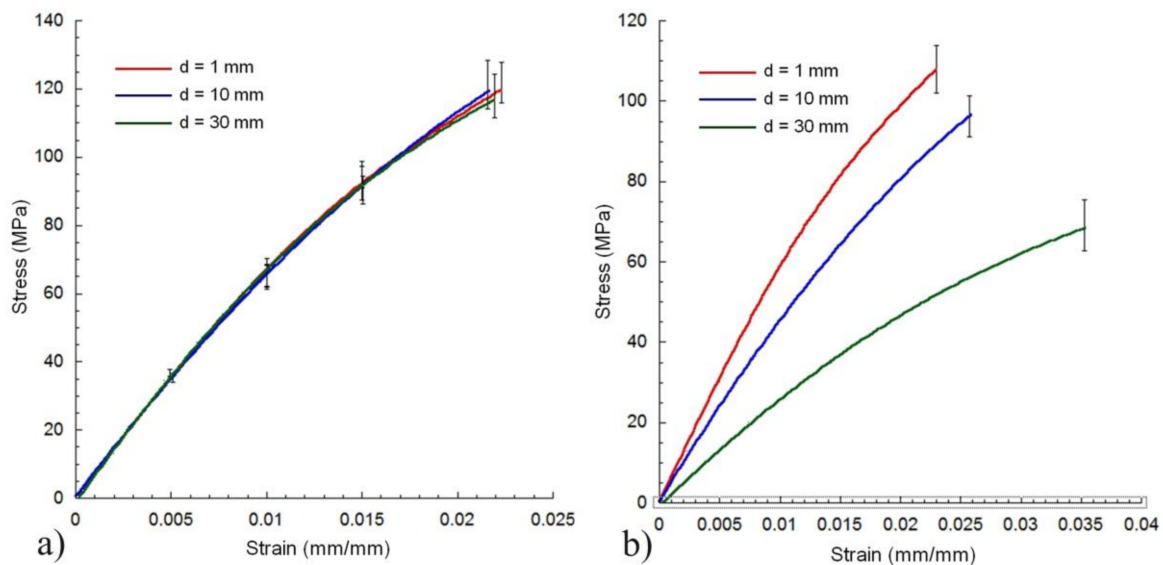 140
120
100
80
60
40
20
0
Stress (MPa)
d = 1 mm
d = 10 mm
d = 30 mm
0 0.005 0.01 0.015 0.02 0.025
Strain (mm/mm)
a)
120
100
80
60
40
20
0
Stress (MPa)
d = 1 mm
d = 10 mm
d = 30 mm
0 0.005 0.01 0.015 0.02 0.025 0.03 0.035 0.04
Strain (mm/mm)
b)